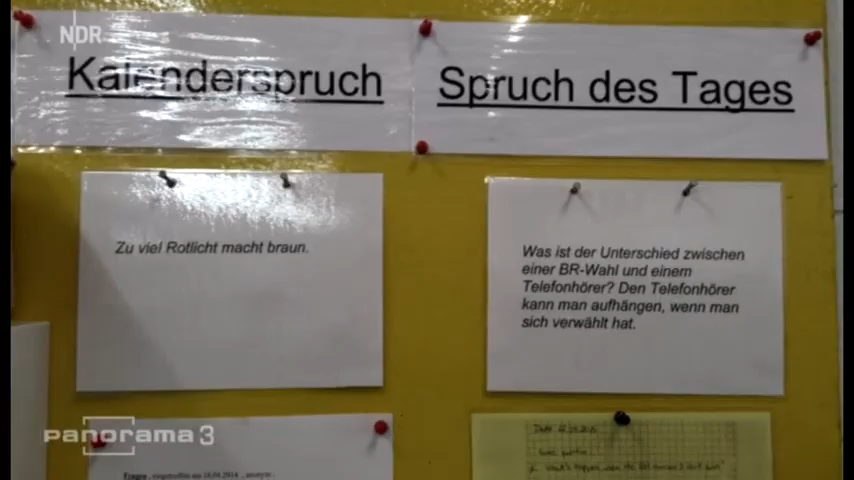 NDR
Kalenderspruch
Spruch des Tages
Zu viel Rotlicht macht braun.
Was ist der Unterschied zwischen
einer BR-Wahl und einem
Telefonhörer? Den Telefonhörer
kann man aufhängen, wenn man
sich verwählt hat.
panorama 3
Fragen